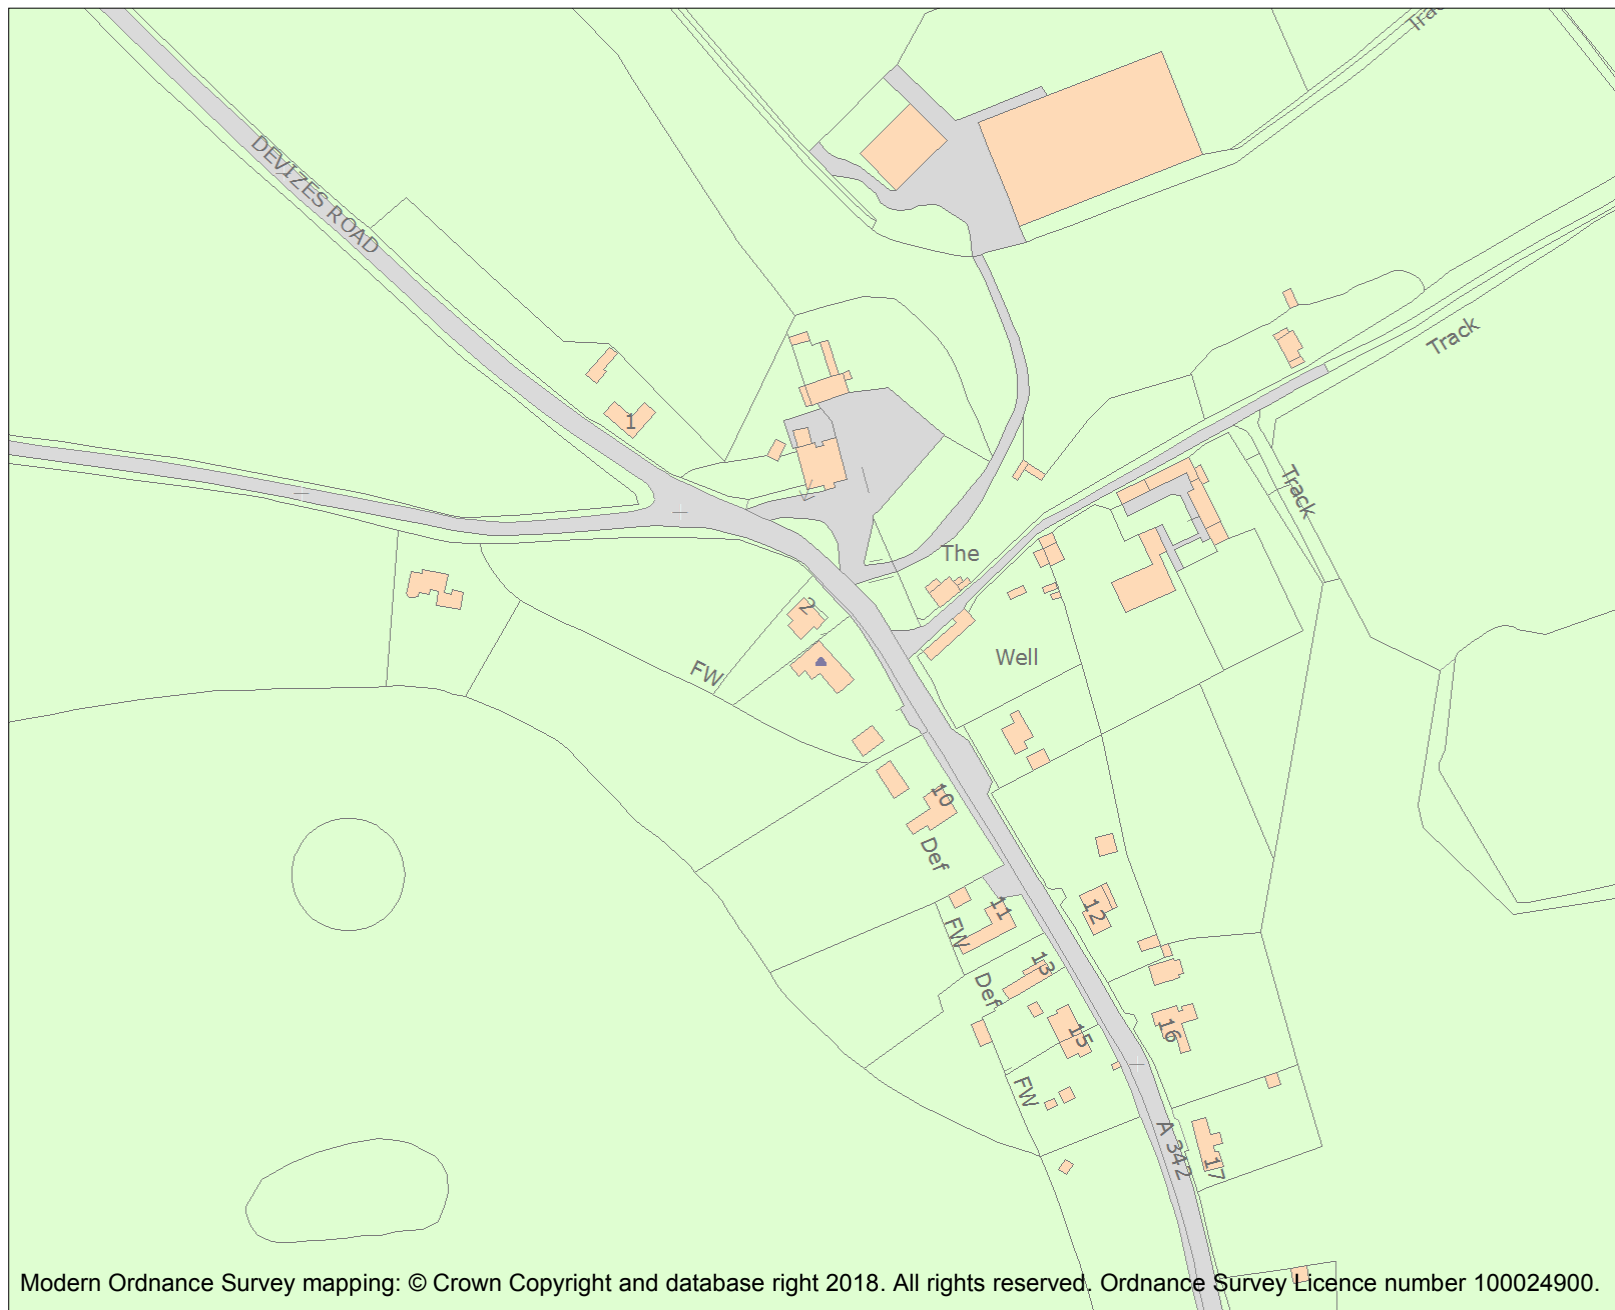 Tra
DEVIZES ROAD
Track
1
Track
The
2
Well
FW
10
Def
12
11
FW
13
Def
16
15
FW
A 342
17
Modern Ordnance Survey mapping: © Crown Copyright and database right 2018. All rights reserved. Ordnance Survey Licence number 100024900.